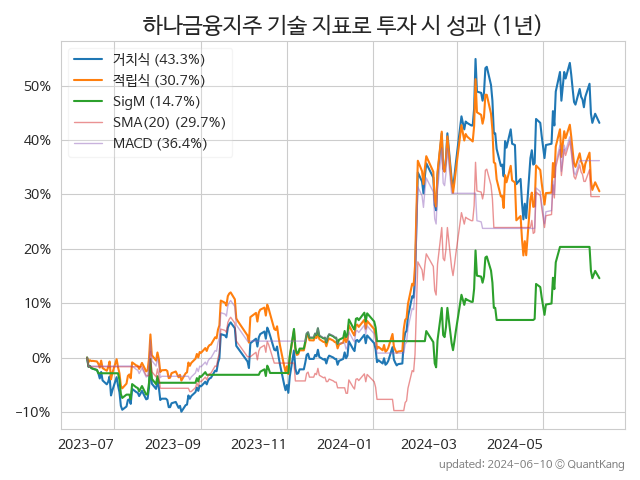 하나금융지주 기술 지표로 투자 시 성과 (1년)
거치식 (43.3%)
적립식 (30.7%)
SigM (14.7%)
SMA(20) (29.7%)
MACD (36.4%)
50%
40%
30%
20%
10%
0%
−10%
2023-07
2023-09
2023-11
2024-01
2024-03
2024-05
updated: 2024-06-10 © QuantKang